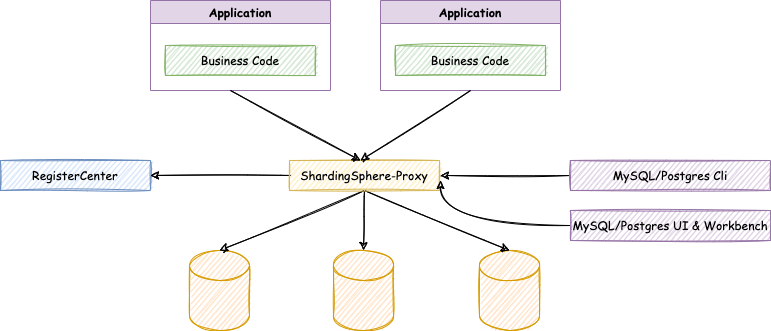 Application
Application
Business Code
Business Code
RegisterCenter
ShardingSphere-Proxy
MySQL/Postgres Cli
MySQL/Postgres UI & Workbench